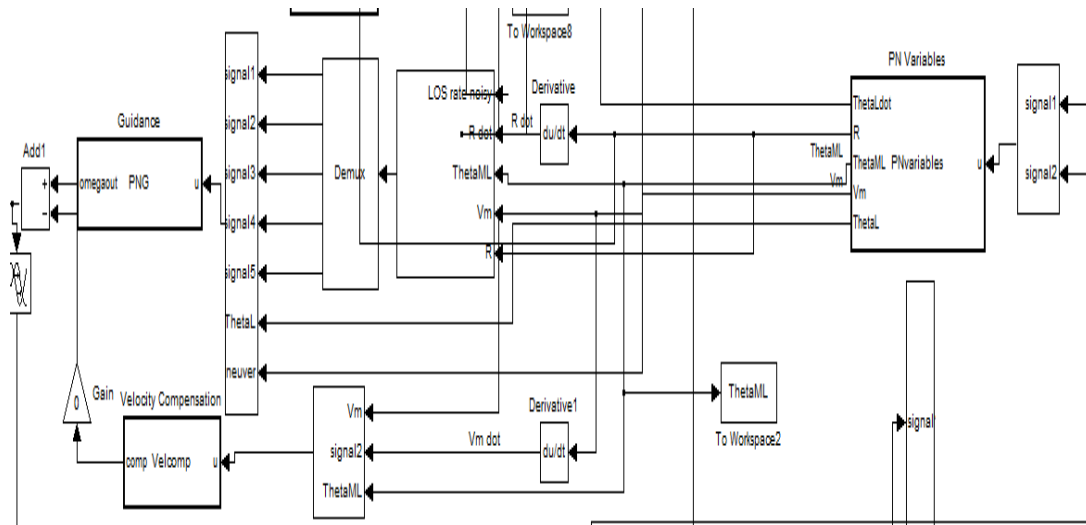 To Workspace8
PN Variables
signal1
LOS rate noisy
Derivative
ThetaLdot
signal1
Guidance
signal2
R dot
R dot
du/dt
R
Add1
ThetaML
ThetaML
PNvariables
u
+
omegaout
PNG
u
signal3
Demux
ThetaML
Vm
signal2
-
signal4
Vm
Vm
ThetaL
signal5
R
ThetaL
neuver
0
Gain
Velocity Compensation
Vm
Derivative1
ThetaML
signal
comp
Velcomp
u
signal2
Vm dot
du/dt
To Workspace2
ThetaML